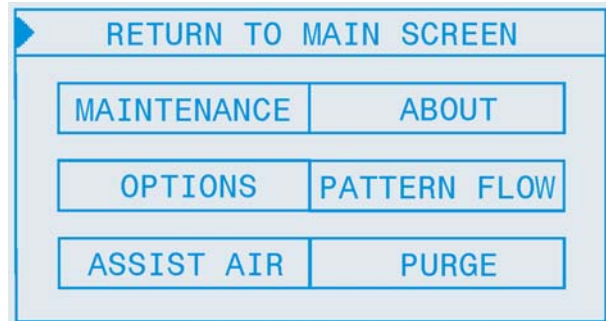 RETURN TO MAIN SCREEN
MAINTENANCE ABOUT
OPTIONS PATTERN FLOW
ASSIST AIR PURGE